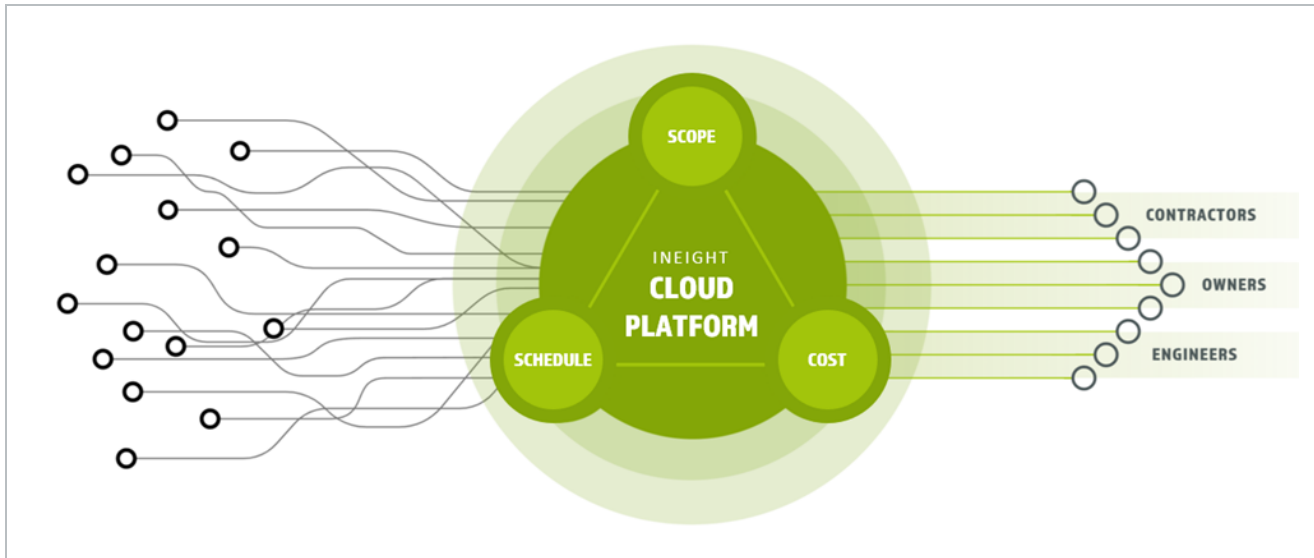 SCOPE
INEIGHT
CLOUD
PLATFORM
SCHEDULE
COST
CONTRACTORS
OWNERS
ENGINEERS